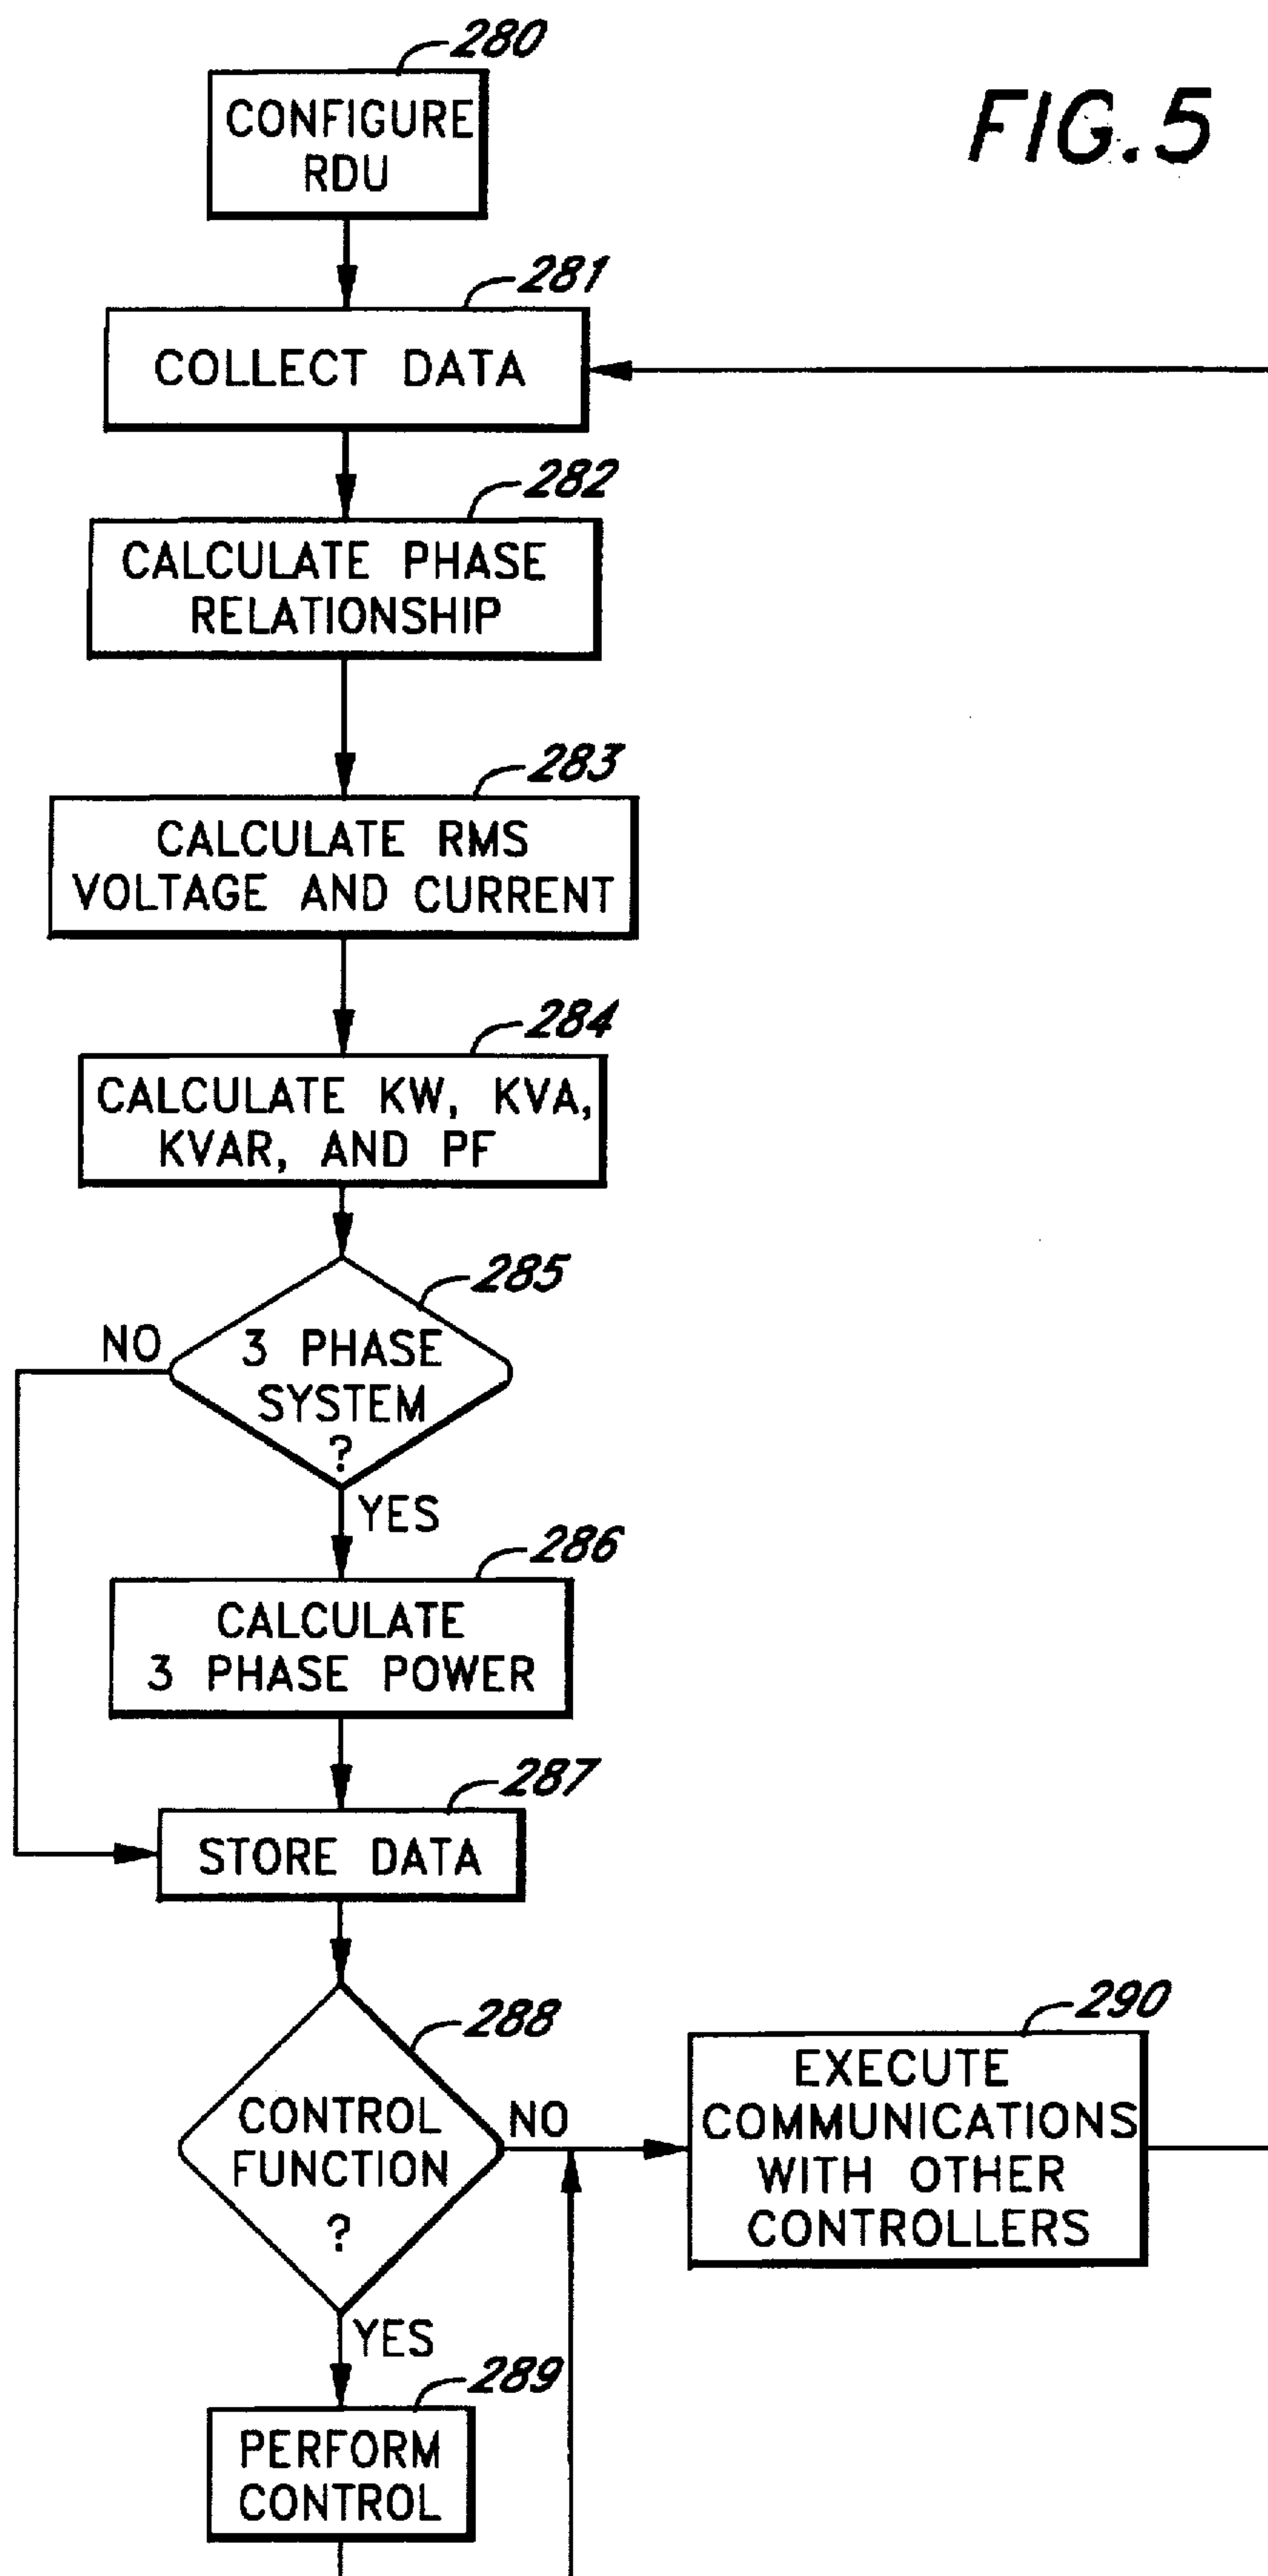 280
FIG. 5
CONFIGURE
RDU
281
COLLECT DATA
282
CALCULATE PHASE
RELATIONSHIP
283
CALCULATE RMS
VOLTAGE AND CURRENT
284
CALCULATE KW, KVA,
KVAR, AND PF
285
NO
3 PHASE
SYSTEM
?
YES
286
CALCULATE
3 PHASE POWER
287
STORE DATA
288
CONTROL
FUNCTION
?
NO
290
EXECUTE
COMMUNICATIONS
WITH OTHER
CONTROLLERS
YES
289
PERFORM
CONTROL